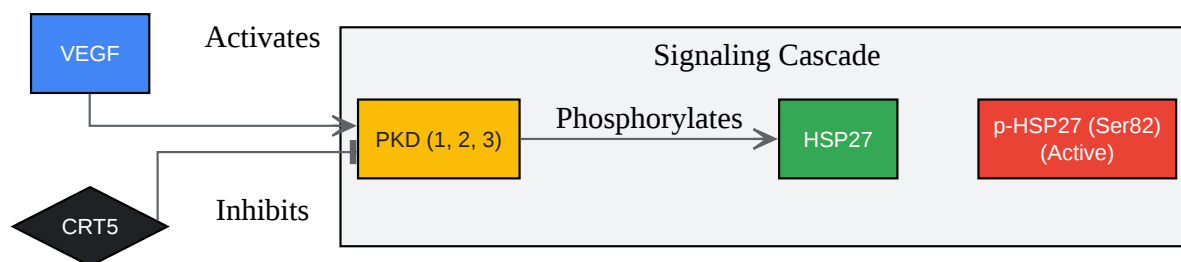 VEGF
Activates
Signaling Cascade
PKD (1, 2, 3)
Phosphorylates
HSP27
p-HSP27 (Ser82)
(Active)
CRT5
Inhibits